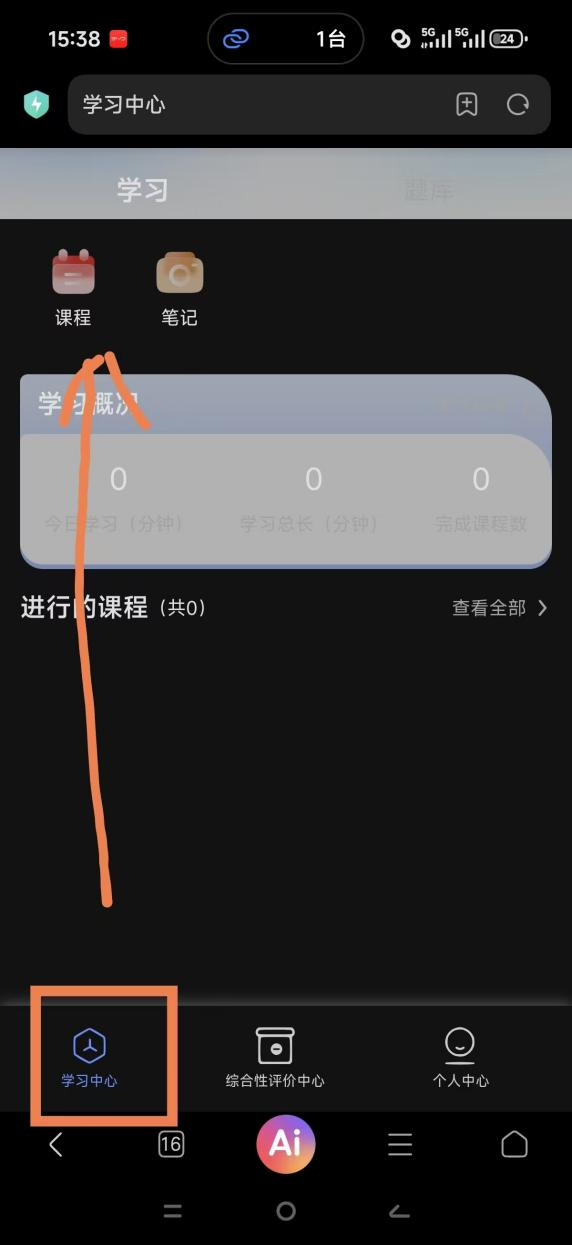 15:38
1台
5G 5G 24
学习中心
学习 题库
课程 笔记
学习概况
0 0 0
今日学习（分钟） 学习总长（分钟） 完成课程数
进行的课程（共0） 查看全部
学习中心 综合性评价中心 个人中心
16 Ai